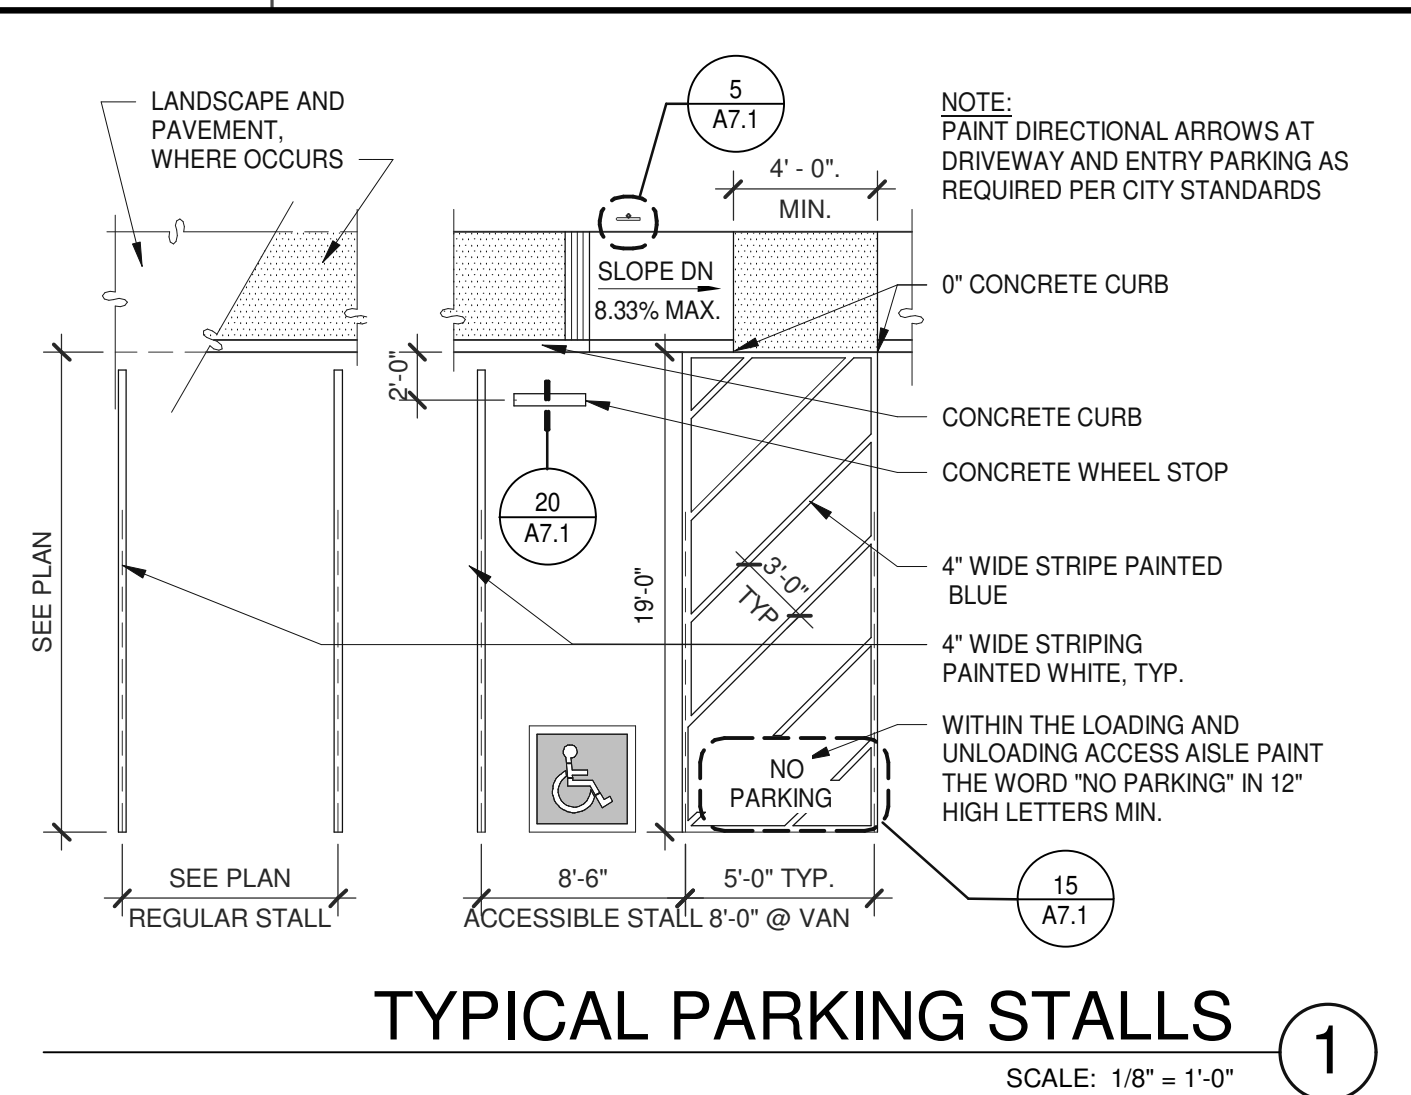 LANDSCAPE AND
PAVEMENT,
WHERE OCCURS
5
A7.1
4' - 0".
MIN.
NOTE:
PAINT DIRECTIONAL ARROWS AT
DRIVEWAY AND ENTRY PARKING AS
REQUIRED PER CITY STANDARDS
SLOPE DN
8.33% MAX.
0" CONCRETE CURB
2'-0"
CONCRETE CURB
CONCRETE WHEEL STOP
20
A7.1
SEE PLAN
19'-0"
3'-0"
TYP
4" WIDE STRIPE PAINTED
BLUE
4" WIDE STRIPING
PAINTED WHITE, TYP.
WITHIN THE LOADING AND
UNLOADING ACCESS AISLE PAINT
THE WORD "NO PARKING" IN 12"
HIGH LETTERS MIN.
NO
PARKING
SEE PLAN
REGULAR STALL
8'-6"
5'-0" TYP.
ACCESSIBLE STALL 8'-0" @ VAN
15
A7.1
TYPICAL PARKING STALLS
1
SCALE: 1/8" = 1'-0"